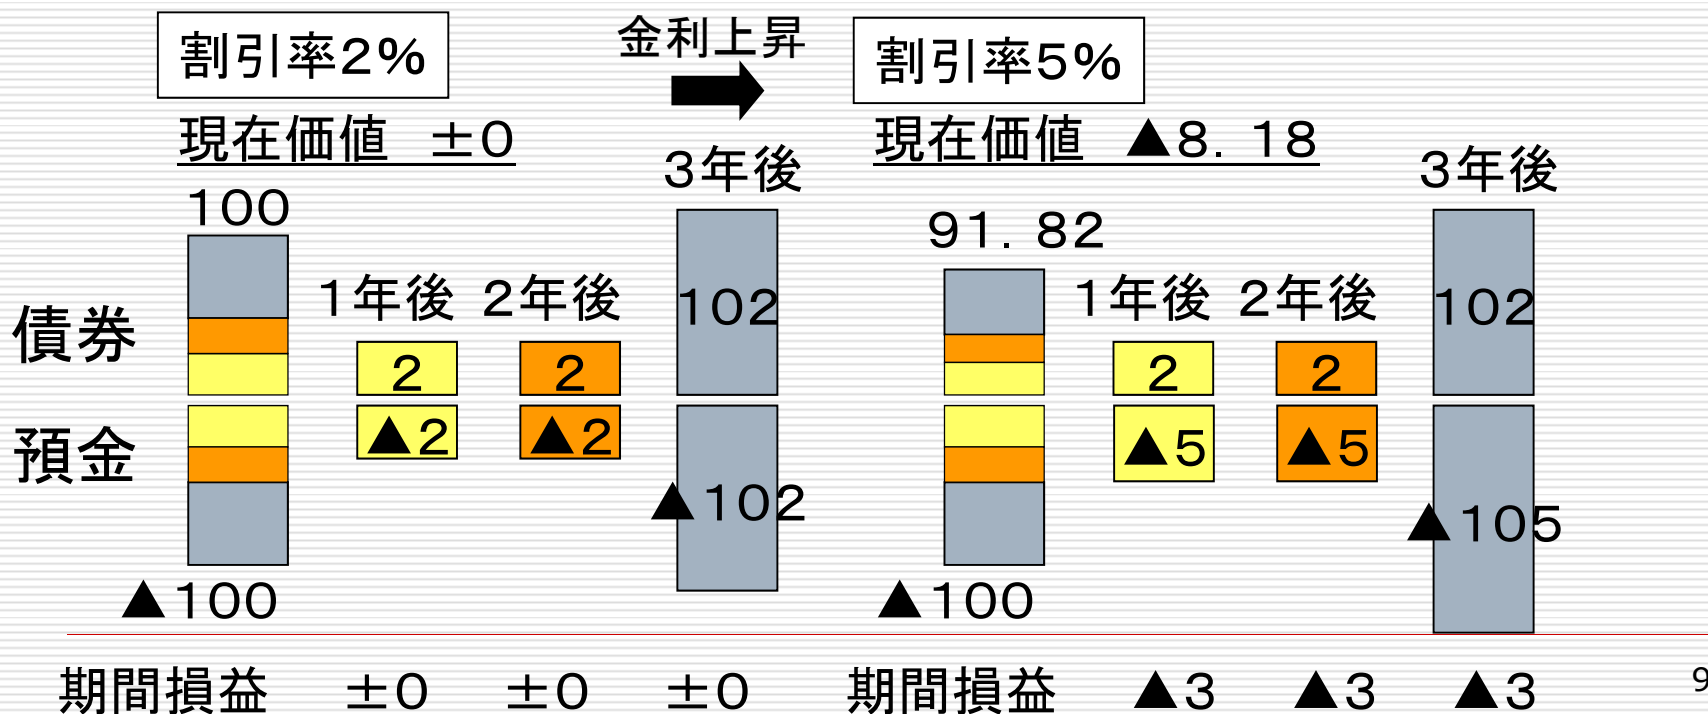 割引率2%
金利上昇
割引率5%
現在価値 ±0
現在価値 ▲8.18
3年後
3年後
100
91.82
1年後 2年後
1年後 2年後
債券
102
102
2 2
2 2
預金
▲2 ▲2
▲5 ▲5
▲102
▲105
▲100
▲100
期間損益 ±0 ±0 ±0
期間損益 ▲3 ▲3 ▲3
9